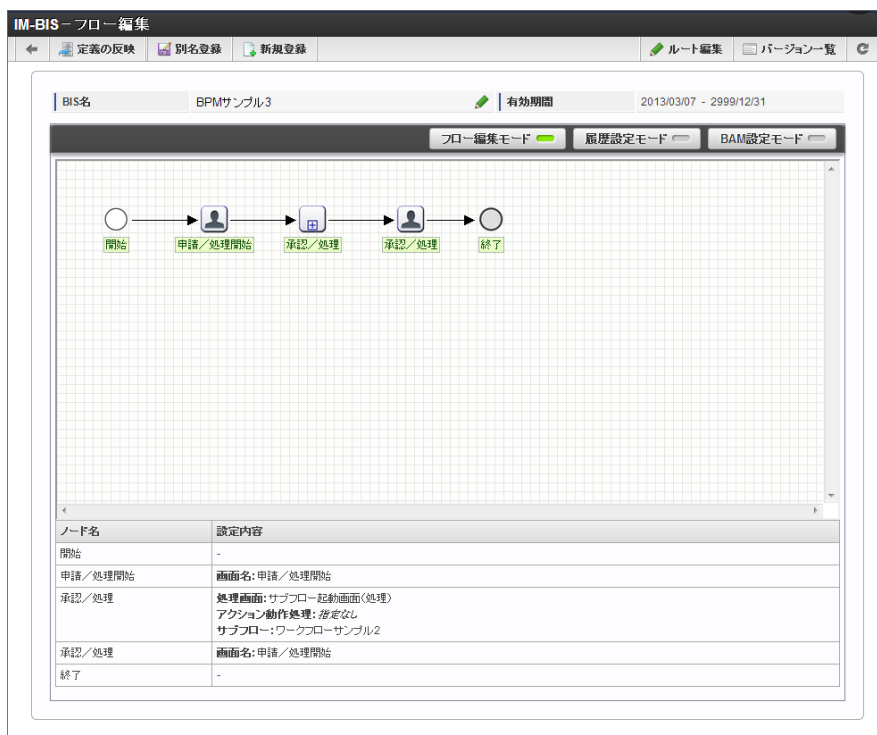 IM-BIS－フロー編集
定義の反映 別名登録 新規登録 ルート編集 バージョン一覧
BIS名 BPMサンプル3 有効期間 2013/03/07 - 2999/12/31
フロー編集モード 履歴設定モード BAM設定モード
開始 申請／処理開始 承認／処理 承認／処理 終了
ノード名 設定内容
開始 -
申請／処理開始 画面名：申請／処理開始
承認／処理 処理画面：サブフロー起動画面（処理）
アクション動作処理：指定なし
サブフロー：ワークフローサンプル2
承認／処理 画面名：申請／処理開始
終了 -